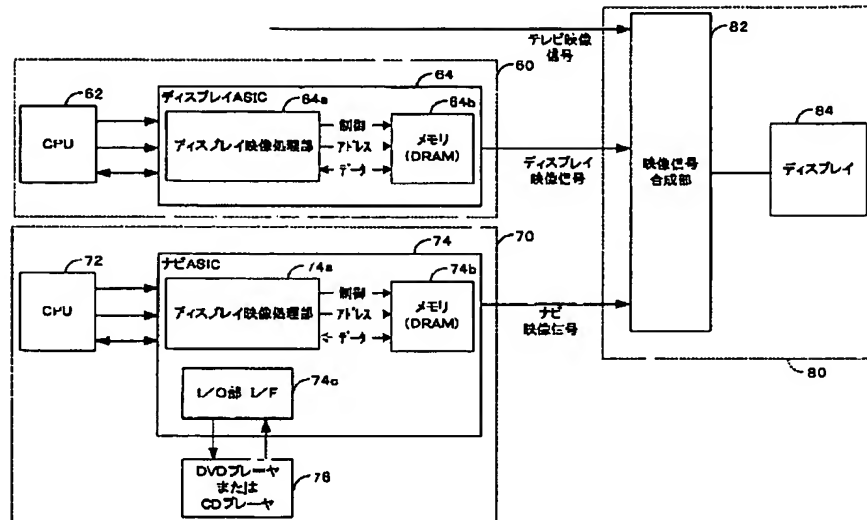 82
テレビ映像
信号
60
64
62
ディスプレイASIC
64a
64b
84
CPU
ディスプレイ映像処理部
制御
アドレス
データ
メモリ
(DRAM)
ディスプレイ
映像信号
映像信号
合成部
ディスプレイ
74
70
72
ナビASIC
74a
74b
CPU
ディスプレイ映像処理部
制御
アドレス
データ
メモリ
(DRAM)
ナビ
映像信号
80
I/O部 I/F
74c
DVDプレーヤ
または
CDプレーヤ
76